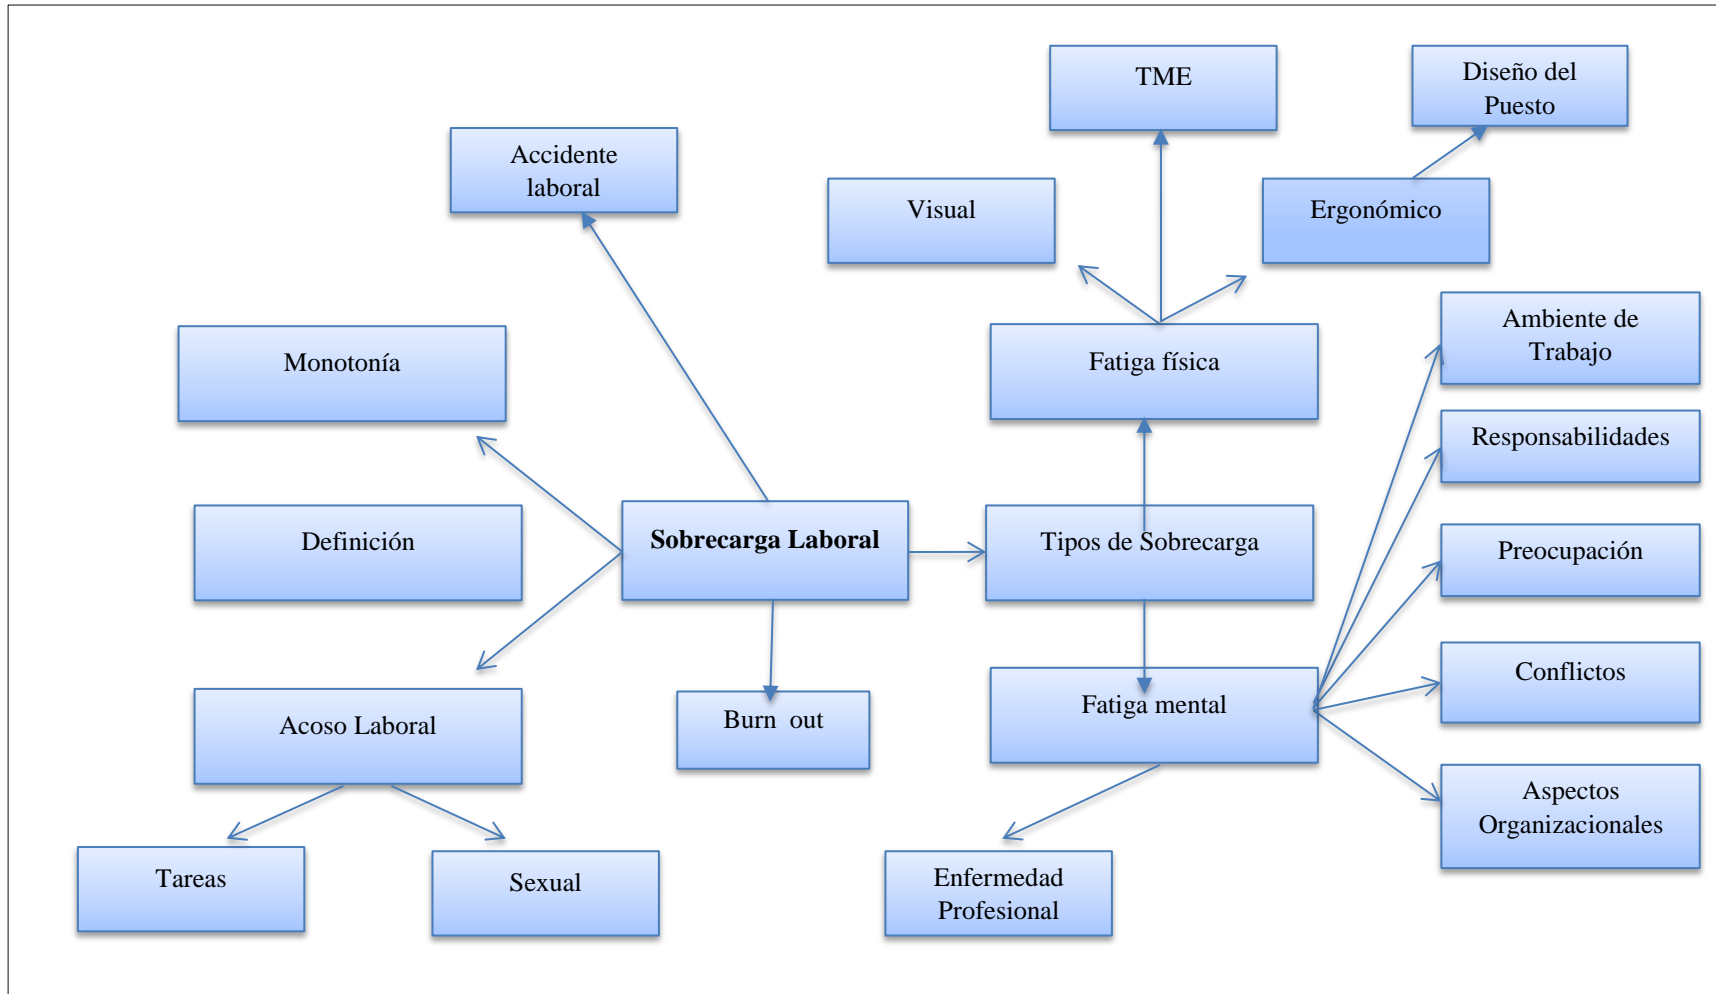 TME
Diseño del
Puesto
Accidente
laboral
Visual
Ergonómico
Ambiente de
Trabajo
Monotonía
Fatiga física
Responsabilidades
Definición
Sobrecarga Laboral
Tipos de Sobrecarga
Preocupación
Conflictos
Acoso Laboral
Burn  out
Fatiga mental
Aspectos
Organizacionales
Tareas
Sexual
Enfermedad
Profesional